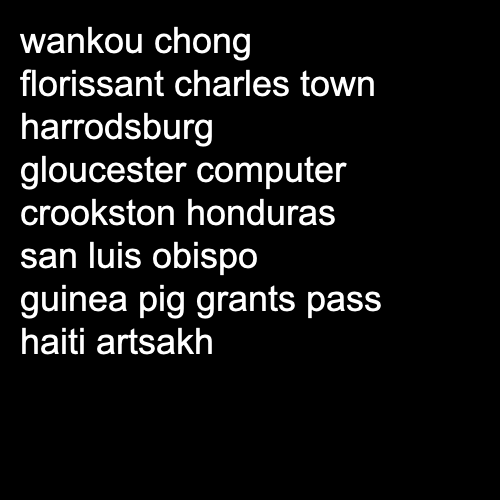 wankou chong
florissant charles town
harrodsburg
gloucester computer
crookston honduras
san luis obispo
guinea pig grants pass
haiti artsakh